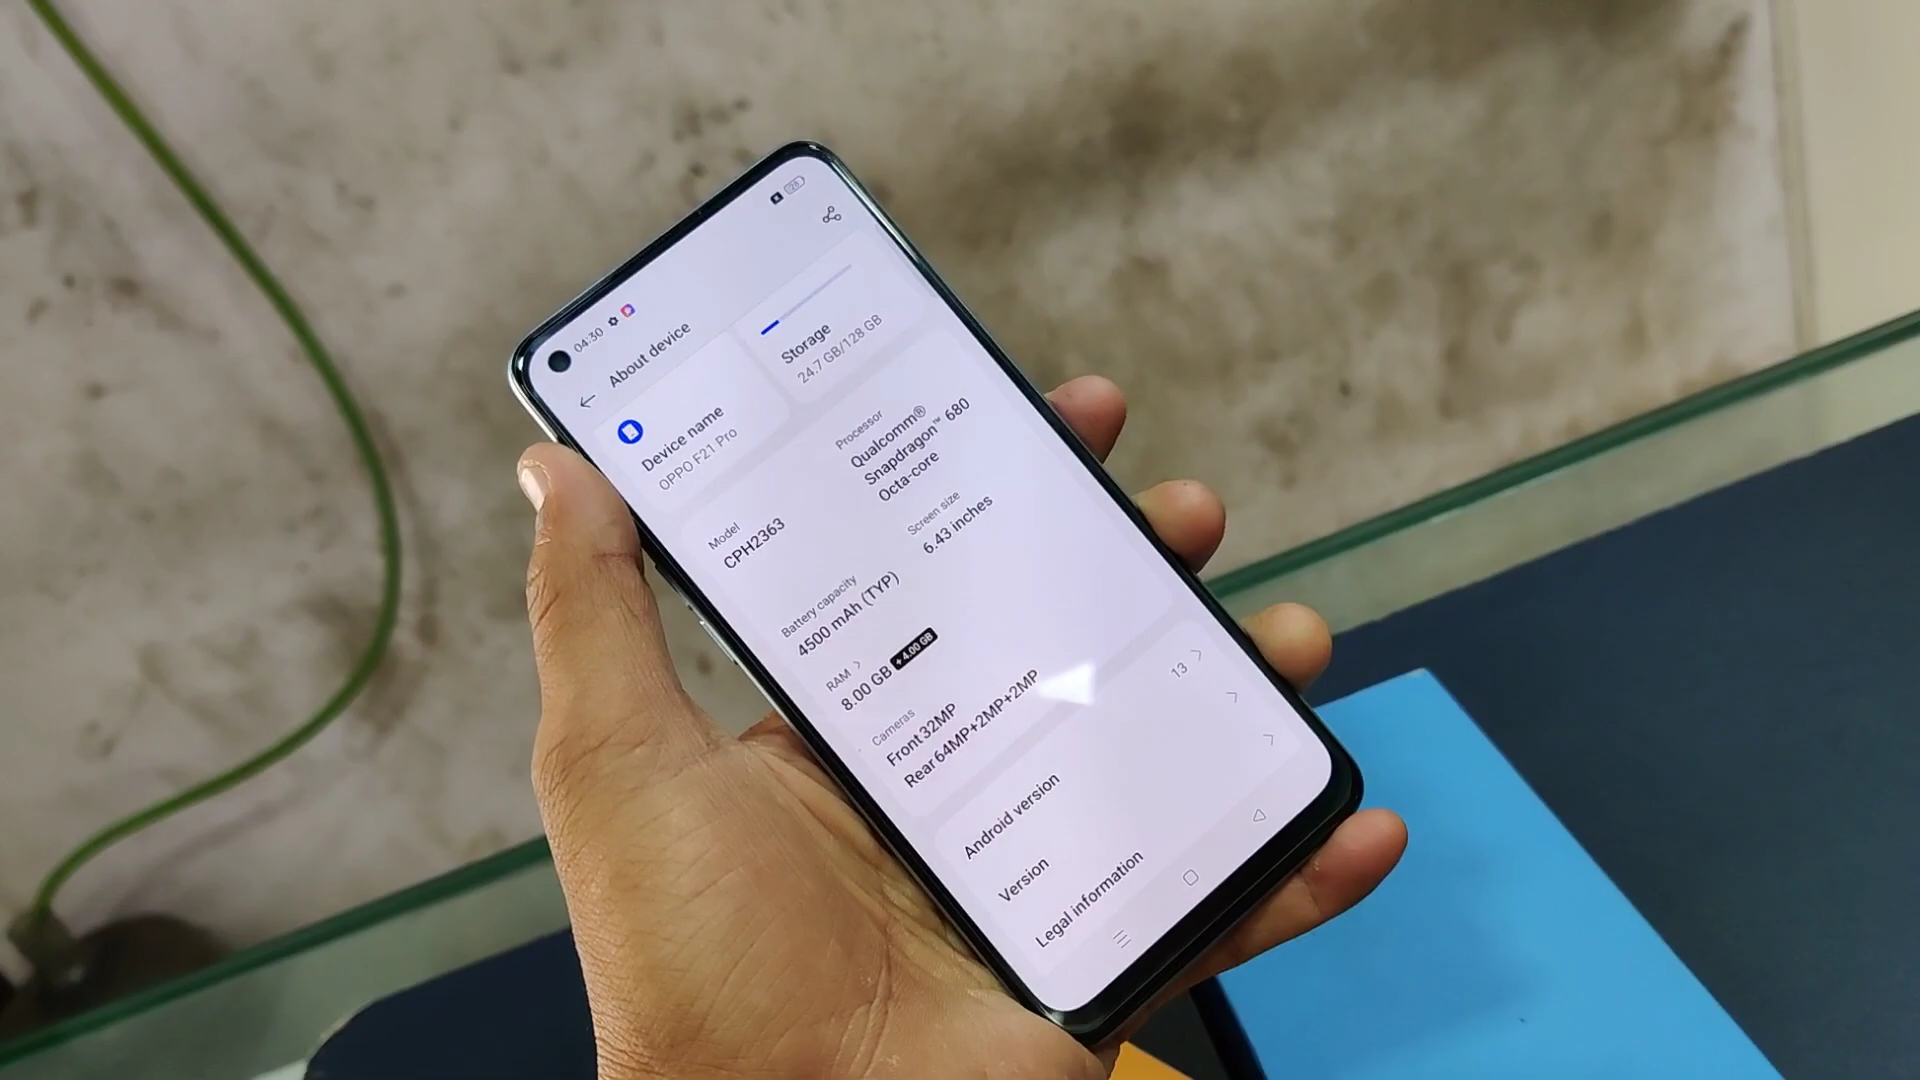 04:30
28
About device
Storage
24.7 GB/128 GB
Device name
OPPO F21 Pro
Processor
Qualcomm®
Snapdragon™ 680
Octa-core
Model
CPH2363
Screen size
6.43 inches
Battery capacity
4500 mAh (TYP)
RAM >
8.00 GB + 4.00 GB
Cameras
Front 32MP
Rear 64MP+2MP+2MP
Android version 13 >
Version >
Legal information >